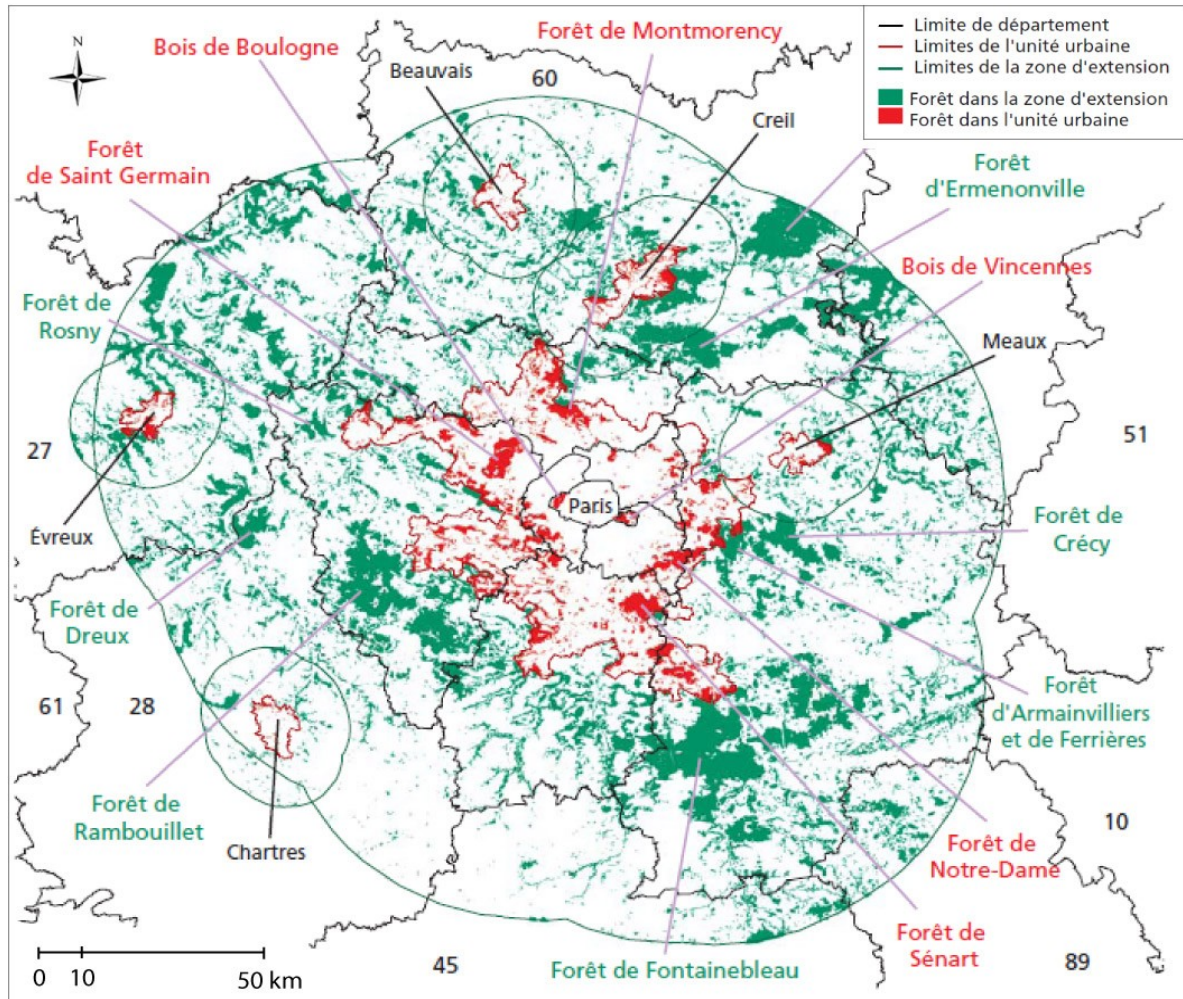 N
Bois de Boulogne
Forêt de Montmorency
Beauvais
60
Creil
Limite de département
Limites de l'unité urbaine
Limites de la zone d'extension
Forêt dans la zone d'extension
Forêt dans l'unité urbaine
Forêt
de Saint Germain
Forêt
d'Ermenonville
Bois de Vincennes
Forêt de
Rosny
Meaux
27
51
Paris
Évreux
Forêt de
Crécy
Forêt de
Dreux
61
28
Forêt
d'Armainvilliers
et de Ferrières
Forêt de
Rambouillet
Chartres
10
Forêt de
Notre-Dame
Forêt de
Sénart
0 10 50 km
45
Forêt de Fontainebleau
89